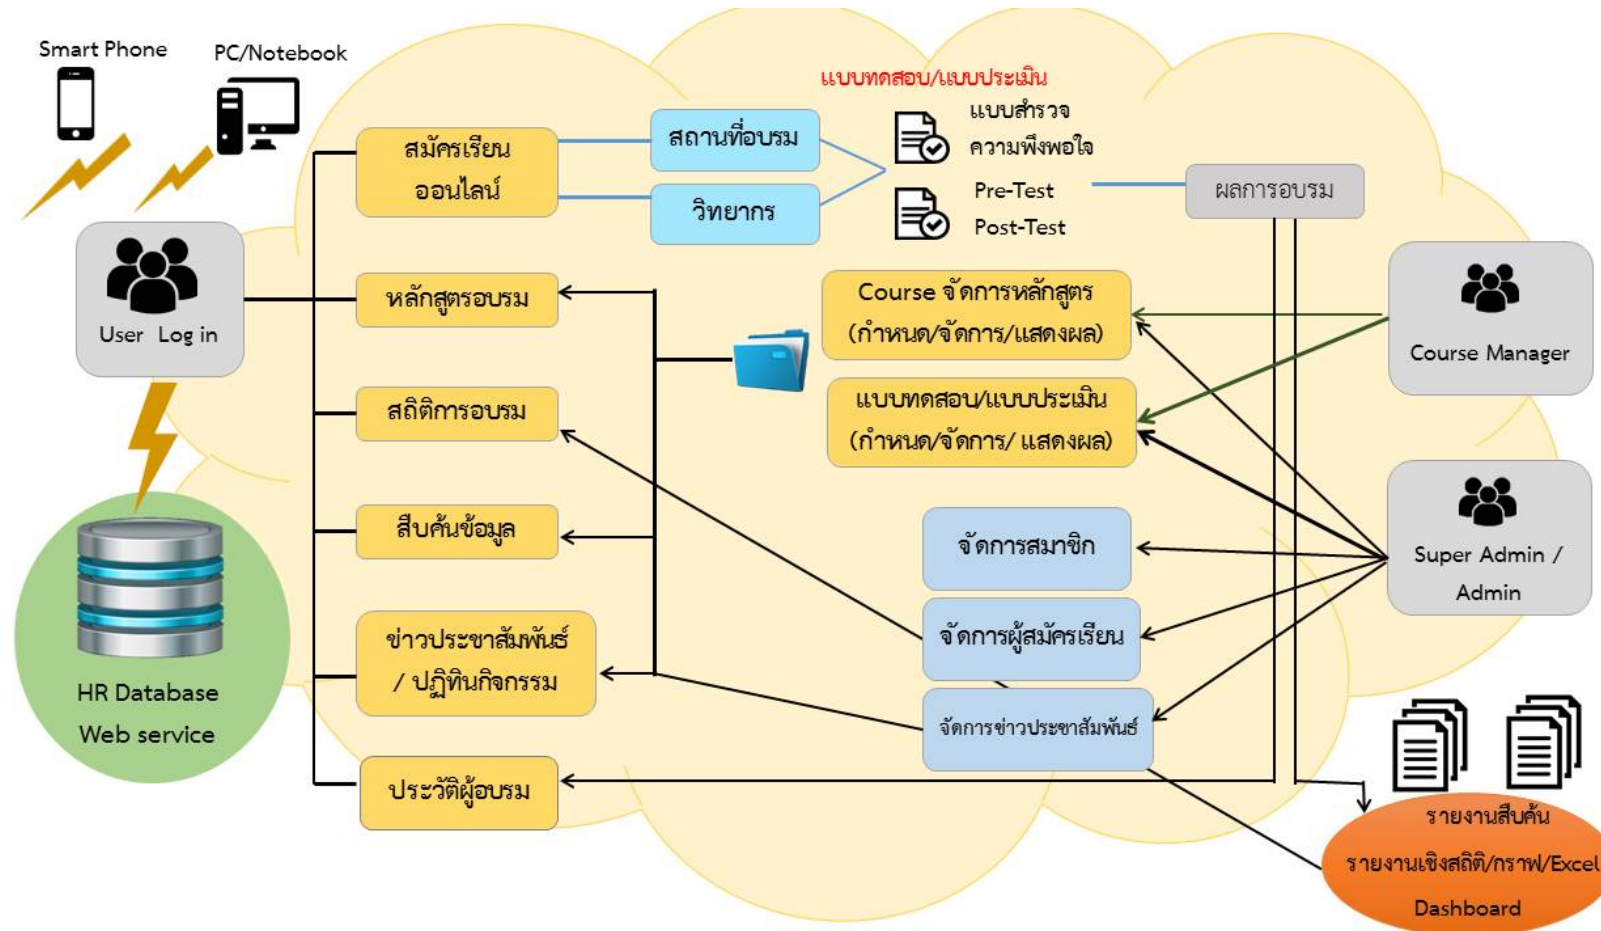 Smart Phone
PC/Notebook
แบบทดสอบ/แบบประเมิน
แบบสำรวจ
ความพึงพอใจ
Pre-Test
Post-Test
สมัครเรียน
ออนไลน์
สถานที่อบรม
วิทยากร
ผลการอบรม
User Log in
หลักสูตรอบรม
Course จัดการหลักสูตร
(กำหนด/จัดการ/แสดงผล)
Course Manager
สถิติการอบรม
แบบทดสอบ/แบบประเมิน
(กำหนด/จัดการ/ แสดงผล)
สืบค้นข้อมูล
จัดการสมาชิก
Super Admin /
Admin
ข่าวประชาสัมพันธ์
/ ปฏิทินกิจกรรม
จัดการผู้สมัครเรียน
HR Database
Web service
จัดการข่าวประชาสัมพันธ์
ประวัติผู้อบรม
รายงานสืบค้น
รายงานเชิงสถิติ/กราฟ/Excel
Dashboard